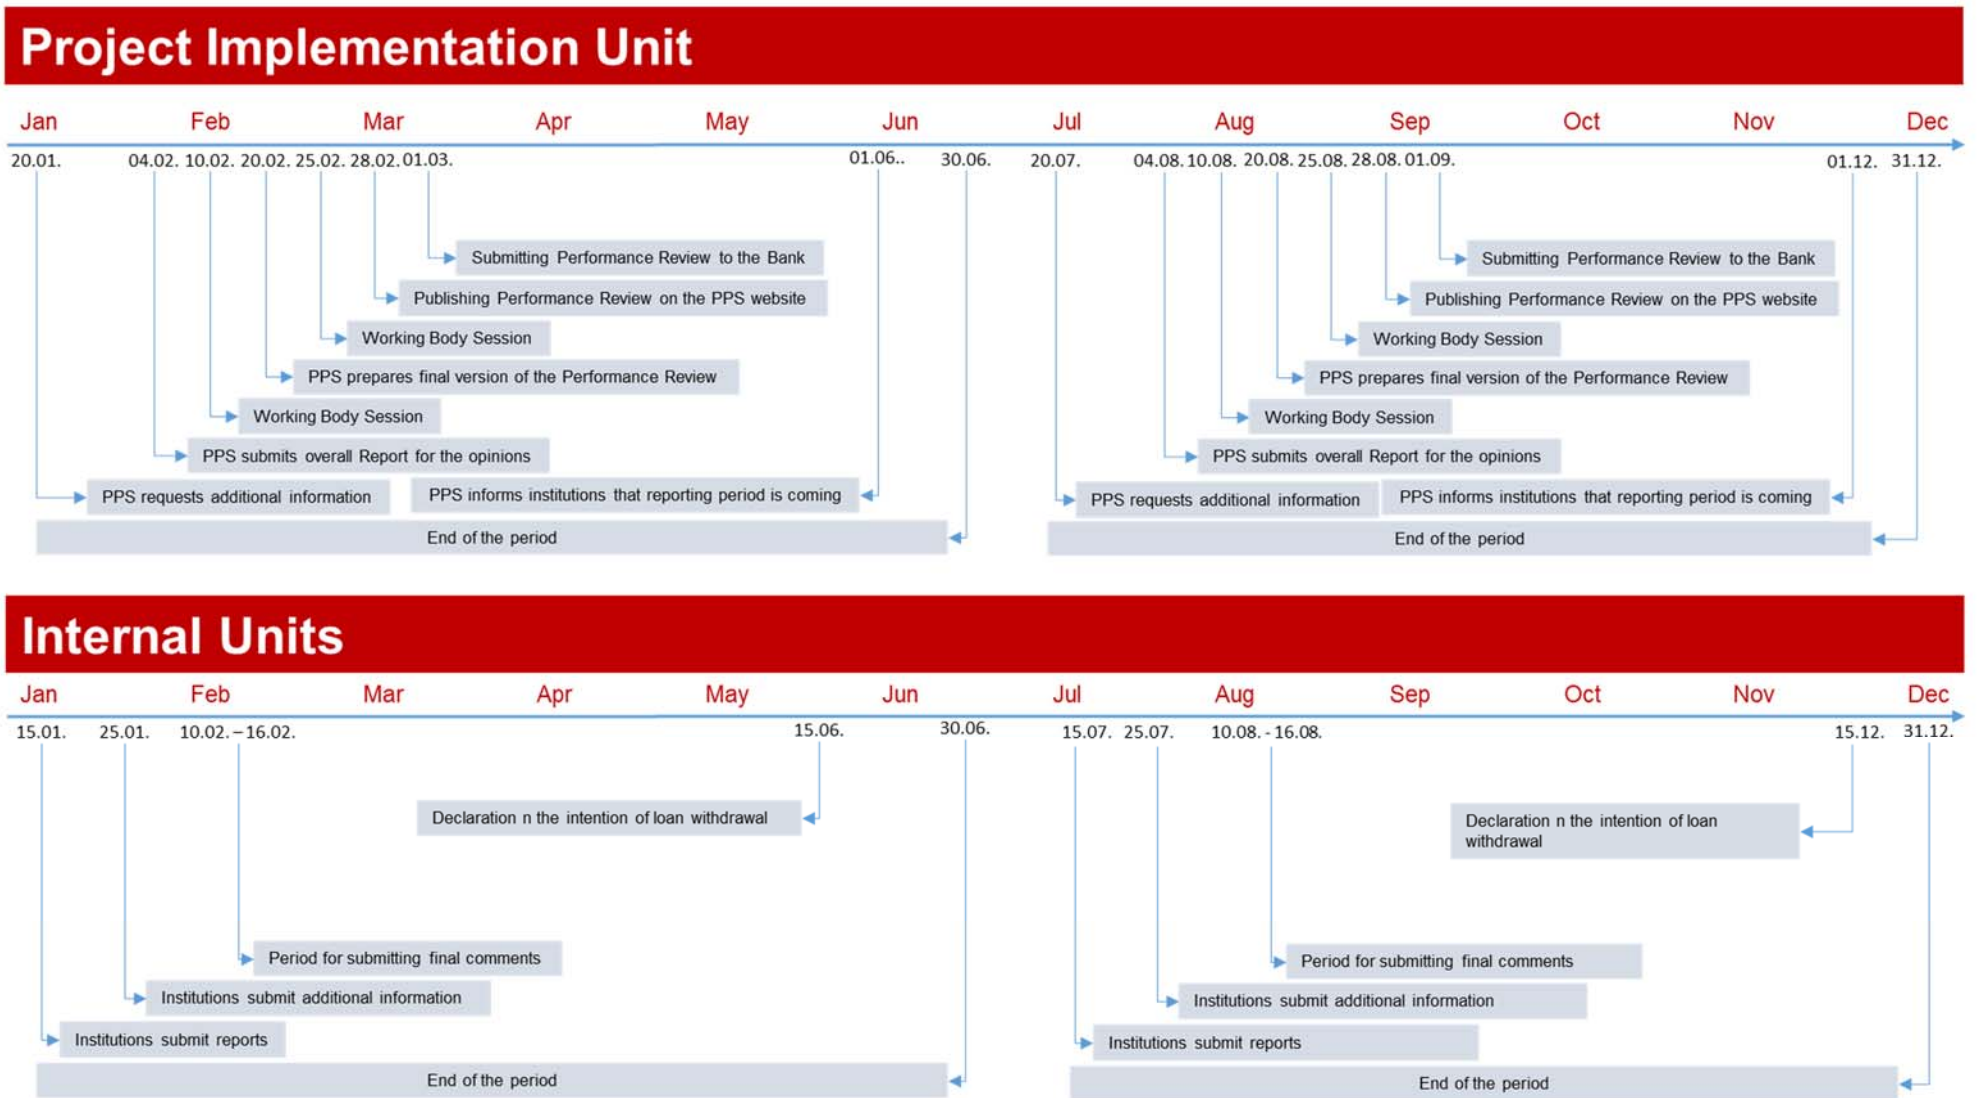 Project Implementation Unit
Jan Feb Mar Apr May Jun Jul Aug Sep Oct Nov Dec
20.01. 04.02. 10.02. 20.02. 25.02. 28.02. 01.03. 01.06.. 30.06. 20.07. 04.08. 10.08. 20.08. 25.08. 28.08. 01.09. 01.12. 31.12.
Submitting Performance Review to the Bank Submitting Performance Review to the Bank
Publishing Performance Review on the PPS website Publishing Performance Review on the PPS website
Working Body Session Working Body Session
PPS prepares final version of the Performance Review PPS prepares final version of the Performance Review
Working Body Session Working Body Session
PPS submits overall Report for the opinions PPS submits overall Report for the opinions
PPS requests additional information PPS informs institutions that reporting period is coming PPS requests additional information PPS informs institutions that reporting period is coming
End of the period End of the period
Internal Units
Jan Feb Mar Apr May Jun Jul Aug Sep Oct Nov Dec
15.01. 25.01. 10.02. – 16.02. 15.06. 30.06. 15.07. 25.07. 10.08. - 16.08. 15.12. 31.12.
Declaration n the intention of loan withdrawal Declaration n the intention of loan
withdrawal
Period for submitting final comments Period for submitting final comments
Institutions submit additional information Institutions submit additional information
Institutions submit reports Institutions submit reports
End of the period End of the period